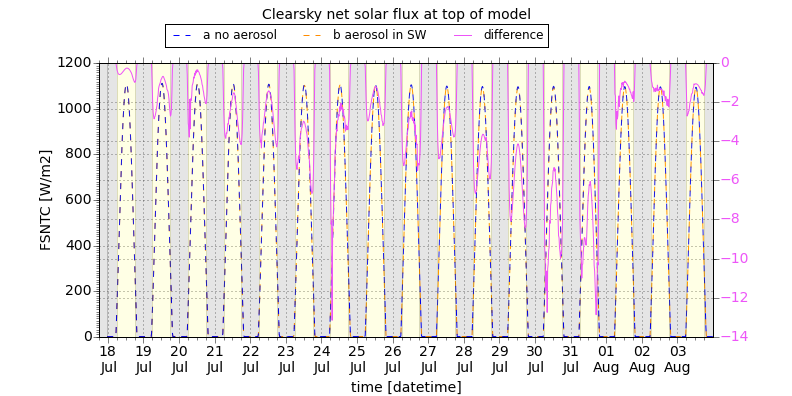 Clearsky net solar flux at top of model
a no aerosol b aerosol in SW difference
FSNTC [W/m2]
1200
1000
800
600
400
200
0
0
−2
−4
−6
−8
−10
−12
−14
18 19 20 21 22 23 24 25 26 27 28 29 30 31 01 02 03
Jul Jul Jul Jul Jul Jul Jul Jul Jul Jul Jul Jul Jul Jul Aug Aug Aug
time [datetime]